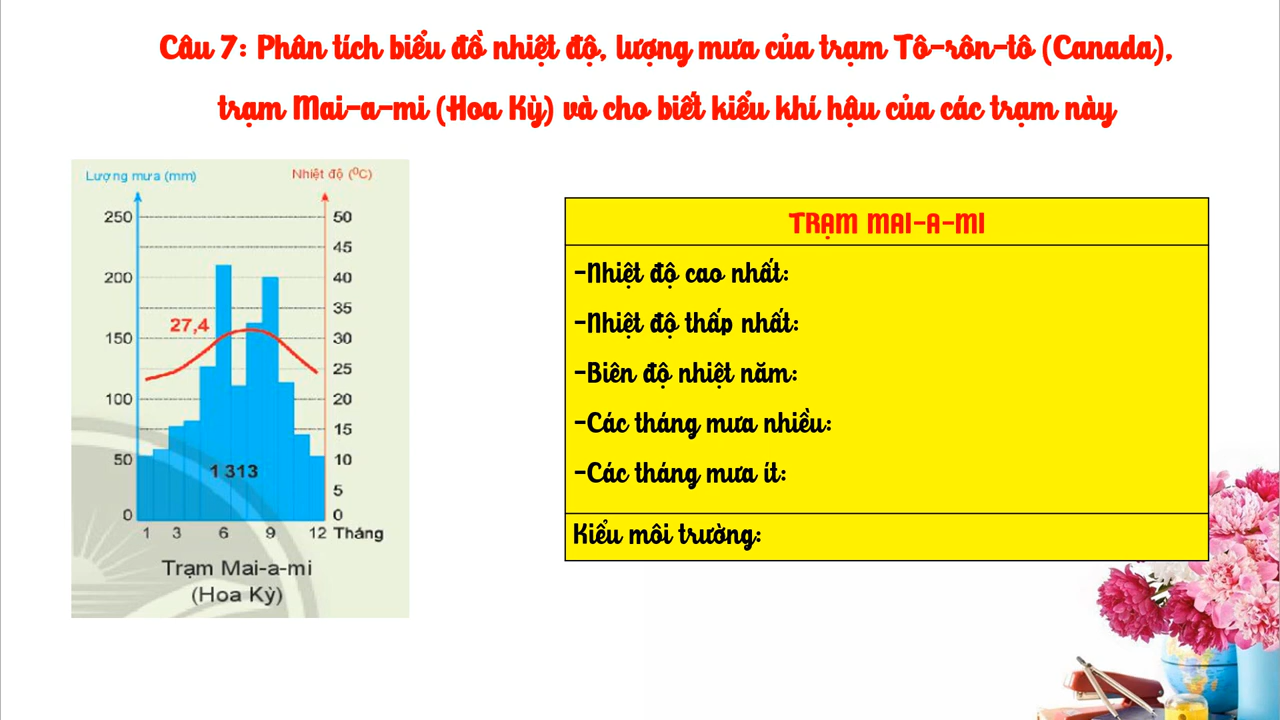 Câu 7: Phân tích biểu đồ nhiệt độ, lượng mưa của trạm Tô-rôn-tô (Canada),
trạm Mai-a-mi (Hoa Kỳ) và cho biết kiểu khí hậu của các trạm này
Lượng mưa (mm) Nhiệt độ (⁰C)
250 50
45
200 40
35
27,4
150 30
25
100 20
15
50 10
1 313
5
0 0
1 3 6 9 12 Tháng
Trạm Mai-a-mi
(Hoa Kỳ)
TRẠM MAI-A-MI
-Nhiệt độ cao nhất:
-Nhiệt độ thấp nhất:
-Biên độ nhiệt năm:
-Các tháng mưa nhiều:
-Các tháng mưa ít:
Kiểu môi trường: